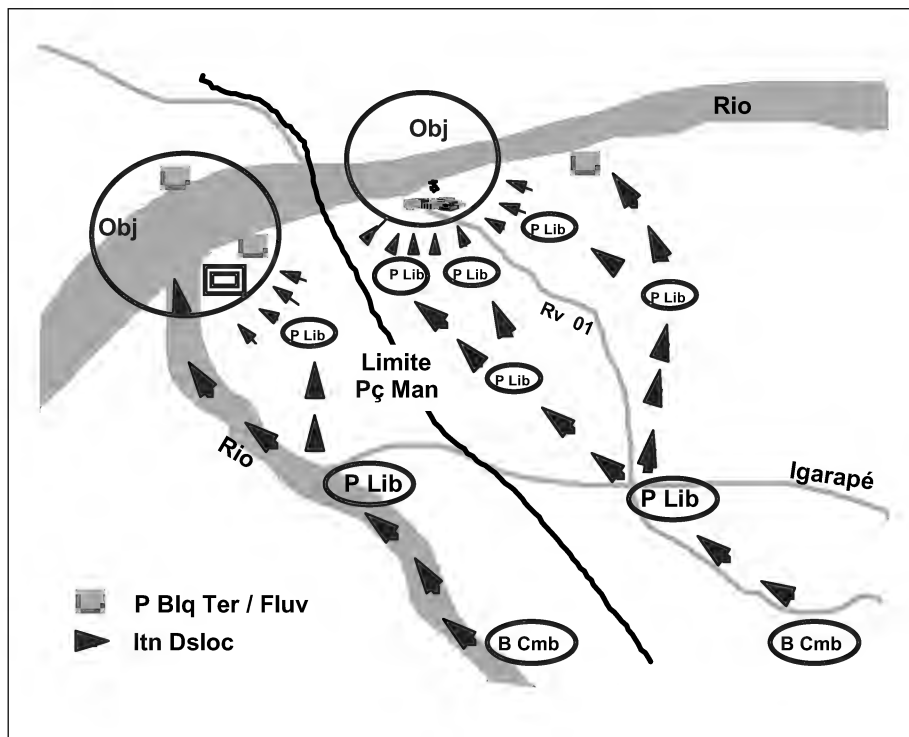 Rio
Obj
Obj
P Lib
P Lib
P Lib
P Lib
P Lib
Rv 01
Limite
Pç Man
P Lib
Rio
Igarapé
P Lib
P Lib
P Blq Ter / Fluv
Itn Dsloc
B Cmb
B Cmb